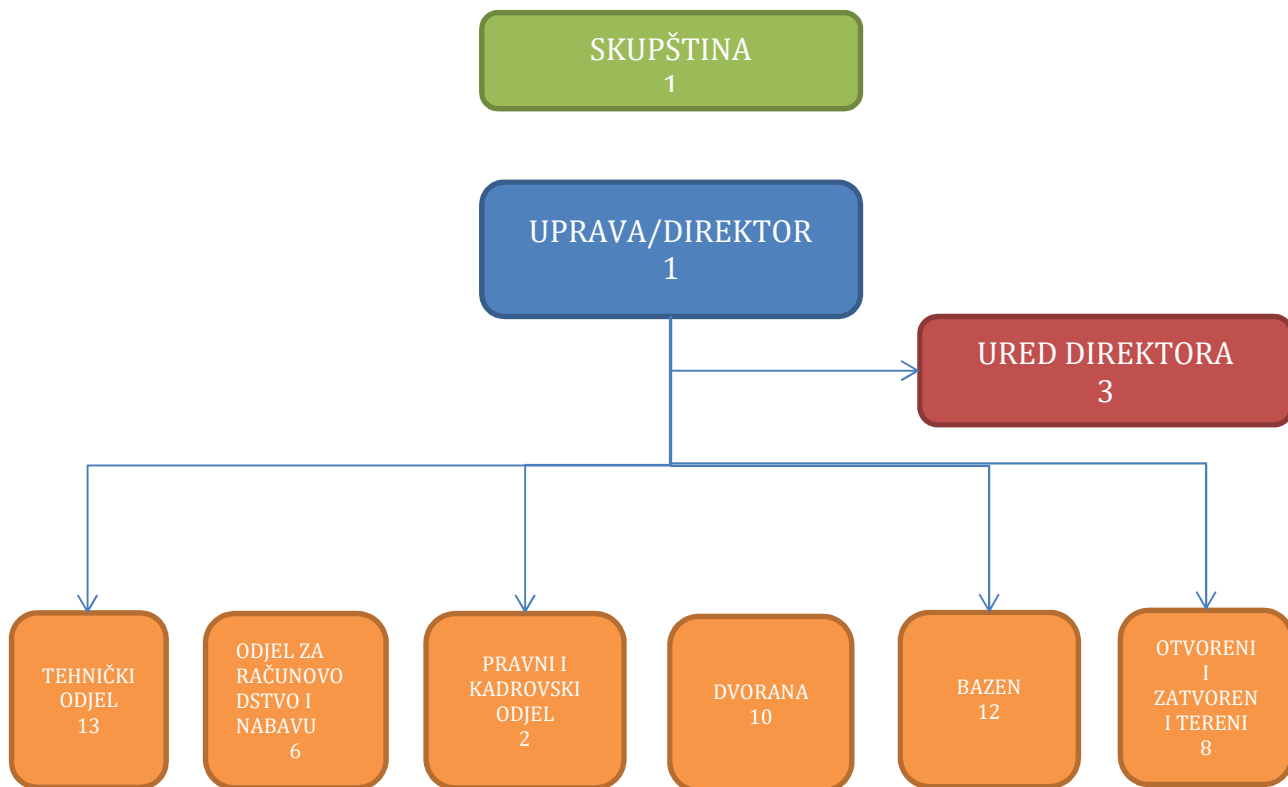 SKUPŠTINA
1
UPRAVA/DIREKTOR
1
URED DIREKTORA
3
TEHNIČKI
ODJEL
13
ODJEL ZA
RAČUNOVO
DSTVO I
NABAVU
6
PRAVNI I
KADROVSKI
ODJEL
2
DVORANA
10
BAZEN
12
OTVORENI
I
ZATVOREN
I TERENI
8